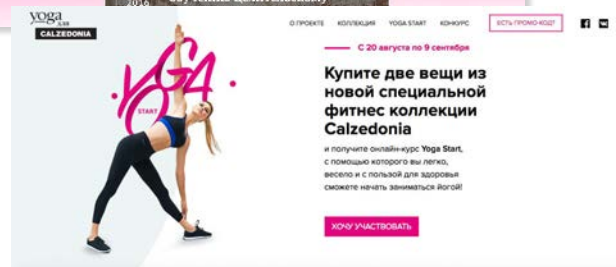 2016
yoga
ДЛЯ
CALZEDONIA
О ПРОЕКТЕ КОЛЛЕКЦИЯ YOGA START КОНКУРС ЕСТЬ ПРОМО-КОД?
С 20 августа по 9 сентября
YOGA
START
Купите две вещи из
новой специальной
фитнес коллекции
Calzedonia
и получите онлайн-курс Yoga Start,
с помощью которого вы легко,
весело и с пользой для здоровья
сможете начать заниматься йогой!
ХОЧУ УЧАСТВОВАТЬ